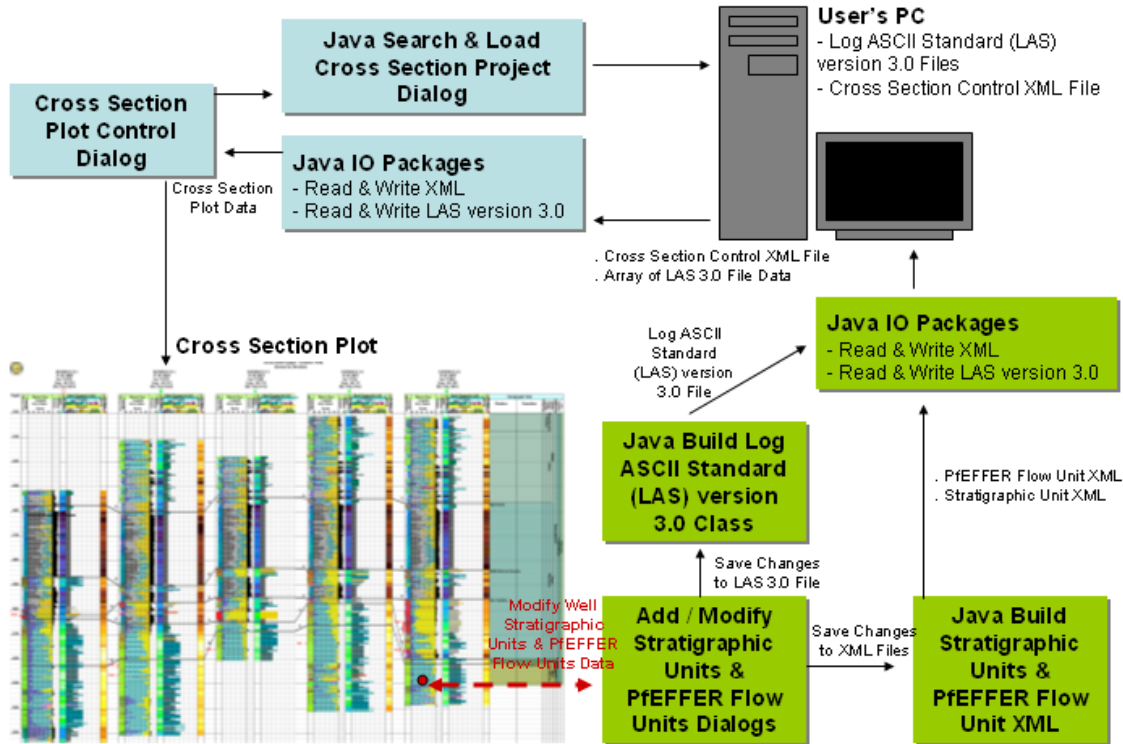 User's PC
- Log ASCII Standard (LAS)
version 3.0 Files
- Cross Section Control XML File
Java Search & Load
Cross Section Project
Dialog
Cross Section
Plot Control
Dialog
Java IO Packages
- Read & Write XML
- Read & Write LAS version 3.0
Cross Section
Plot Data
. Cross Section Control XML File
. Array of LAS 3.0 File Data
Java IO Packages
- Read & Write XML
- Read & Write LAS version 3.0
Log ASCII
Standard
(LAS) version
3.0 File
Cross Section Plot
Java Build Log
ASCII Standard
(LAS) version
3.0 Class
. PfEFFER Flow Unit XML
. Stratigraphic Unit XML
Save Changes
to LAS 3.0 File
Modify Well
Stratigraphic
Units & PfEFFER
Flow Units Data
Add / Modify
Stratigraphic
Units &
PfEFFER Flow
Units Dialogs
Save Changes
to XML Files
Java Build
Stratigraphic
Units &
PfEFFER Flow
Unit XML